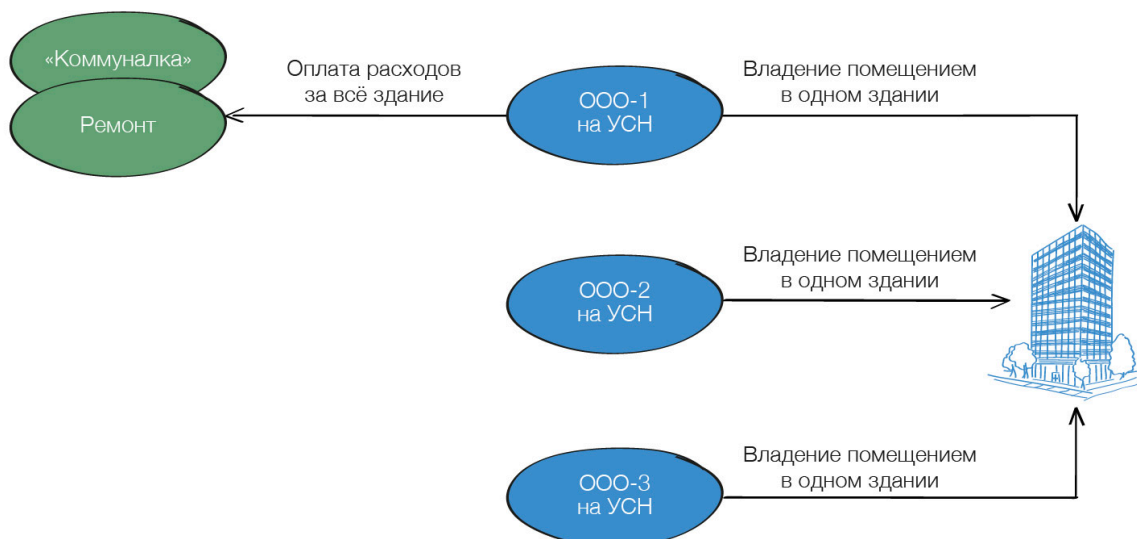 «Коммуналка»
Ремонт
Оплата расходов
за всё здание
ООО-1
на УСН
Владение помещением
в одном здании
ООО-2
на УСН
Владение помещением
в одном здании
ООО-3
на УСН
Владение помещением
в одном здании